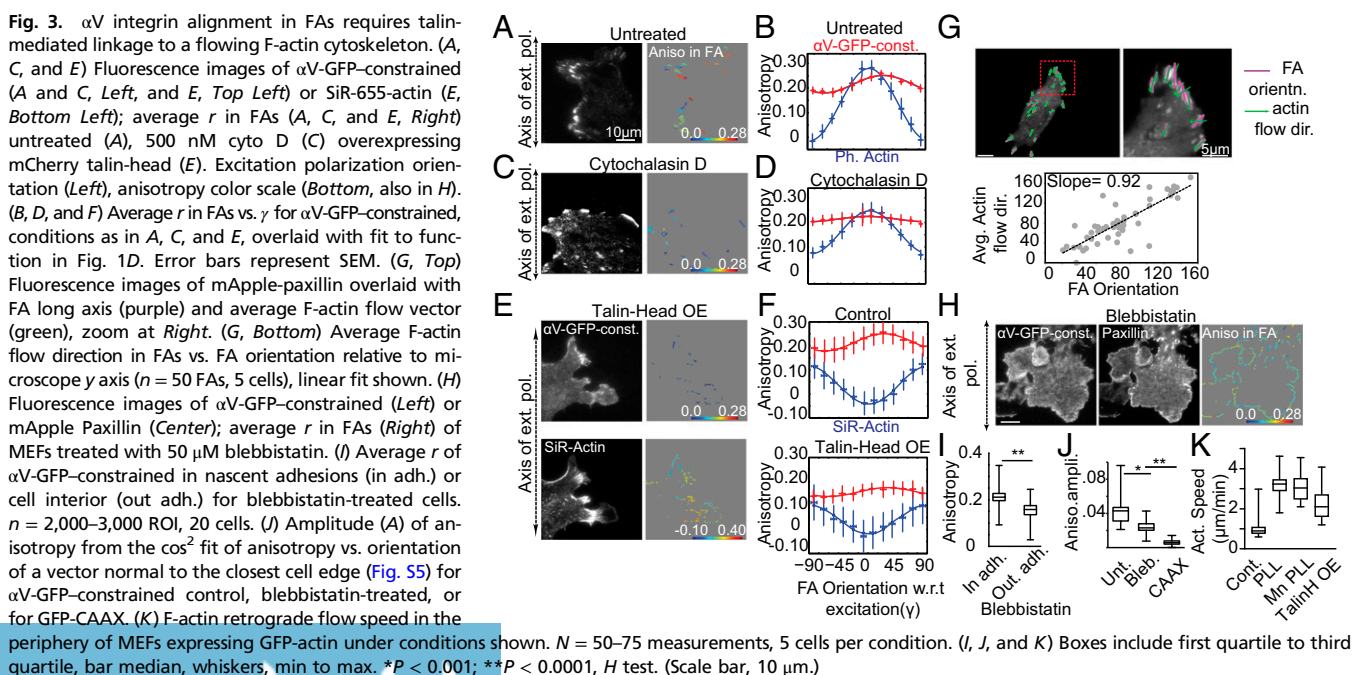 Fig. 3. αV integrin alignment in FAs requires talin-
mediated linkage to a flowing F-actin cytoskeleton. (A,
C, and E) Fluorescence images of αV-GFP–constrained
(A and C, Left, and E, Top Left) or SiR-655-actin (E,
Bottom Left); average r in FAs (A, C, and E, Right)
untreated (A), 500 nM cyto D (C) overexpressing
mCherry talin-head (E). Excitation polarization orien-
tation (Left), anisotropy color scale (Bottom, also in H).
(B, D, and F) Average r in FAs vs. γ for αV-GFP–constrained,
conditions as in A, C, and E, overlaid with fit to func-
tion in Fig. 1D. Error bars represent SEM. (G, Top)
Fluorescence images of mApple-paxillin overlaid with
FA long axis (purple) and average F-actin flow vector
(green), zoom at Right. (G, Bottom) Average F-actin
flow direction in FAs vs. FA orientation relative to mi-
croscope y axis (n = 50 FAs, 5 cells), linear fit shown. (H)
Fluorescence images of αV-GFP–constrained (Left) or
mApple Paxillin (Center); average r in FAs (Right) of
MEFs treated with 50 μM blebbistatin. (I) Average r of
αV-GFP–constrained in nascent adhesions (in adh.) or
cell interior (out adh.) for blebbistatin-treated cells.
n = 2,000–3,000 ROI, 20 cells. (J) Amplitude (A) of an-
isotropy from the cos² fit of anisotropy vs. orientation
of a vector normal to the closest cell edge (Fig. S5) for
αV-GFP–constrained control, blebbistatin-treated, or
for GFP-CAAX. (K) F-actin retrograde flow speed in the
periphery of MEFs expressing GFP-actin under conditions shown. N = 50–75 measurements, 5 cells per condition. (I, J, and K) Boxes include first quartile to third
quartile, bar median, whiskers, min to max. *P < 0.001; **P < 0.0001, H test. (Scale bar, 10 μm.)
A
Untreated
Axis of ext. pol.
Aniso in FA
10μm
0.0 0.28
B
Untreated
αV-GFP-const.
Anisotropy
0.30
0.20
0.10
0
Ph. Actin
C
Cytochalasin D
Axis of ext. pol.
0.0 0.28
D
Cytochalasin D
Anisotropy
0.30
0.20
0.10
0
E
Talin-Head OE
Axis of ext. pol.
αV-GFP-const.
0.0 0.28
SiR-Actin
-0.10 0.40
F
Control
Anisotropy
0.30
0.20
0.10
0
-0.10
SiR-Actin
Talin-Head OE
Anisotropy
0.30
0.20
0.10
0
-0.10
−90 −45 0 45 90
FA Orientation w.r.t
excitation(γ)
G
FA
orientn.
actin
flow dir.
5μm
Slope= 0.92
Avg. Actin
flow dir.
160
120
80
40
0
0 40 80 120 160
FA Orientation
H
Blebbistatin
Axis of ext.
pol.
αV-GFP-const.
Paxillin
Aniso in FA
0.0 0.28
I
Anisotropy
0.4
0.2
0
**
In adh.
Out. adh.
Blebbistatin
J
Aniso.ampli.
.08
.04
* **
Unt.
Bleb.
CAAX
K
Act. Speed
(μm/min)
4
2
0
Cont.
PLL
Mn PLL
TalinH OE